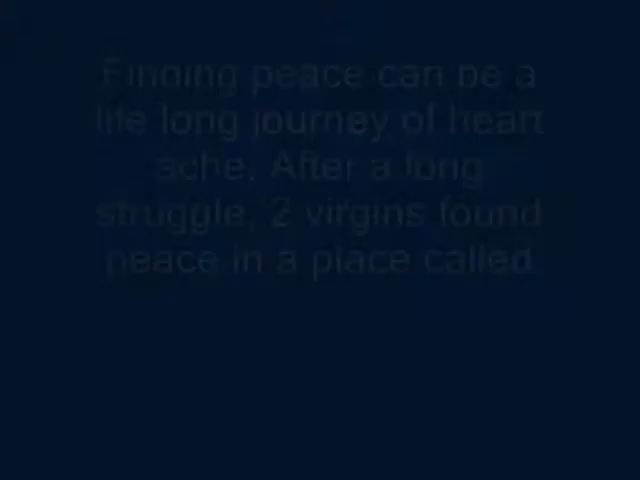 Finding peace can be a
life long journey of heart
ache. After a long
struggle, 2 virgins found
peace in a place called